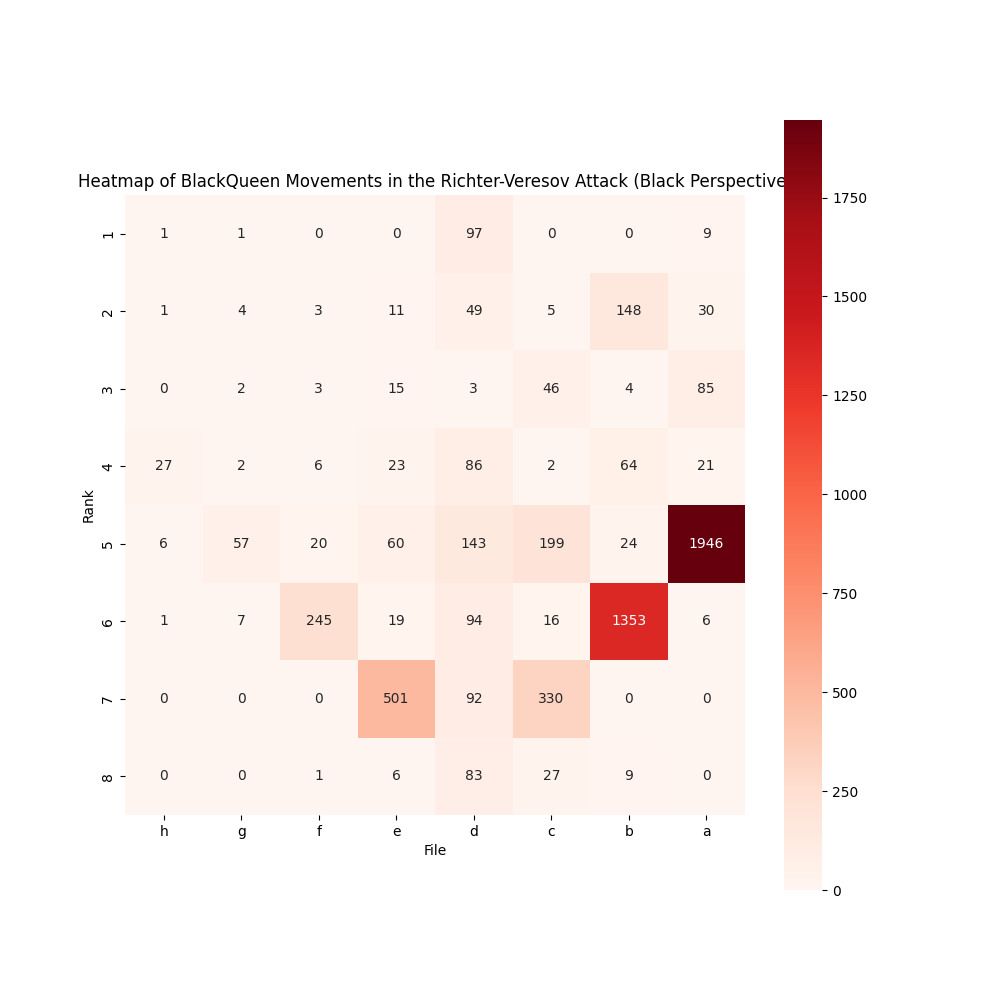 Heatmap of BlackQueen Movements in the Richter-Veresov Attack (Black Perspective
1 1 1 0 0 97 0 0 9
2 1 4 3 11 49 5 148 30
3 0 2 3 15 3 46 4 85
4 27 2 6 23 86 2 64 21
5 6 57 20 60 143 199 24 1946
6 1 7 245 19 94 16 1353 6
7 0 0 0 501 92 330 0 0
8 0 0 1 6 83 27 9 0
h g f e d c b a
File
Rank
1750
1500
1250
1000
750
500
250
0